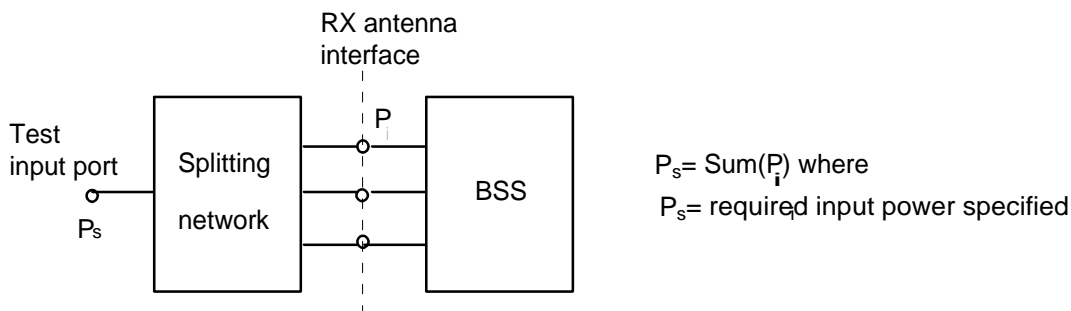 RX antenna
interface
Test
input port
Ps
Splitting
network
Pi
BSS
Ps= Sum(Pi) where
Ps= required input power specified